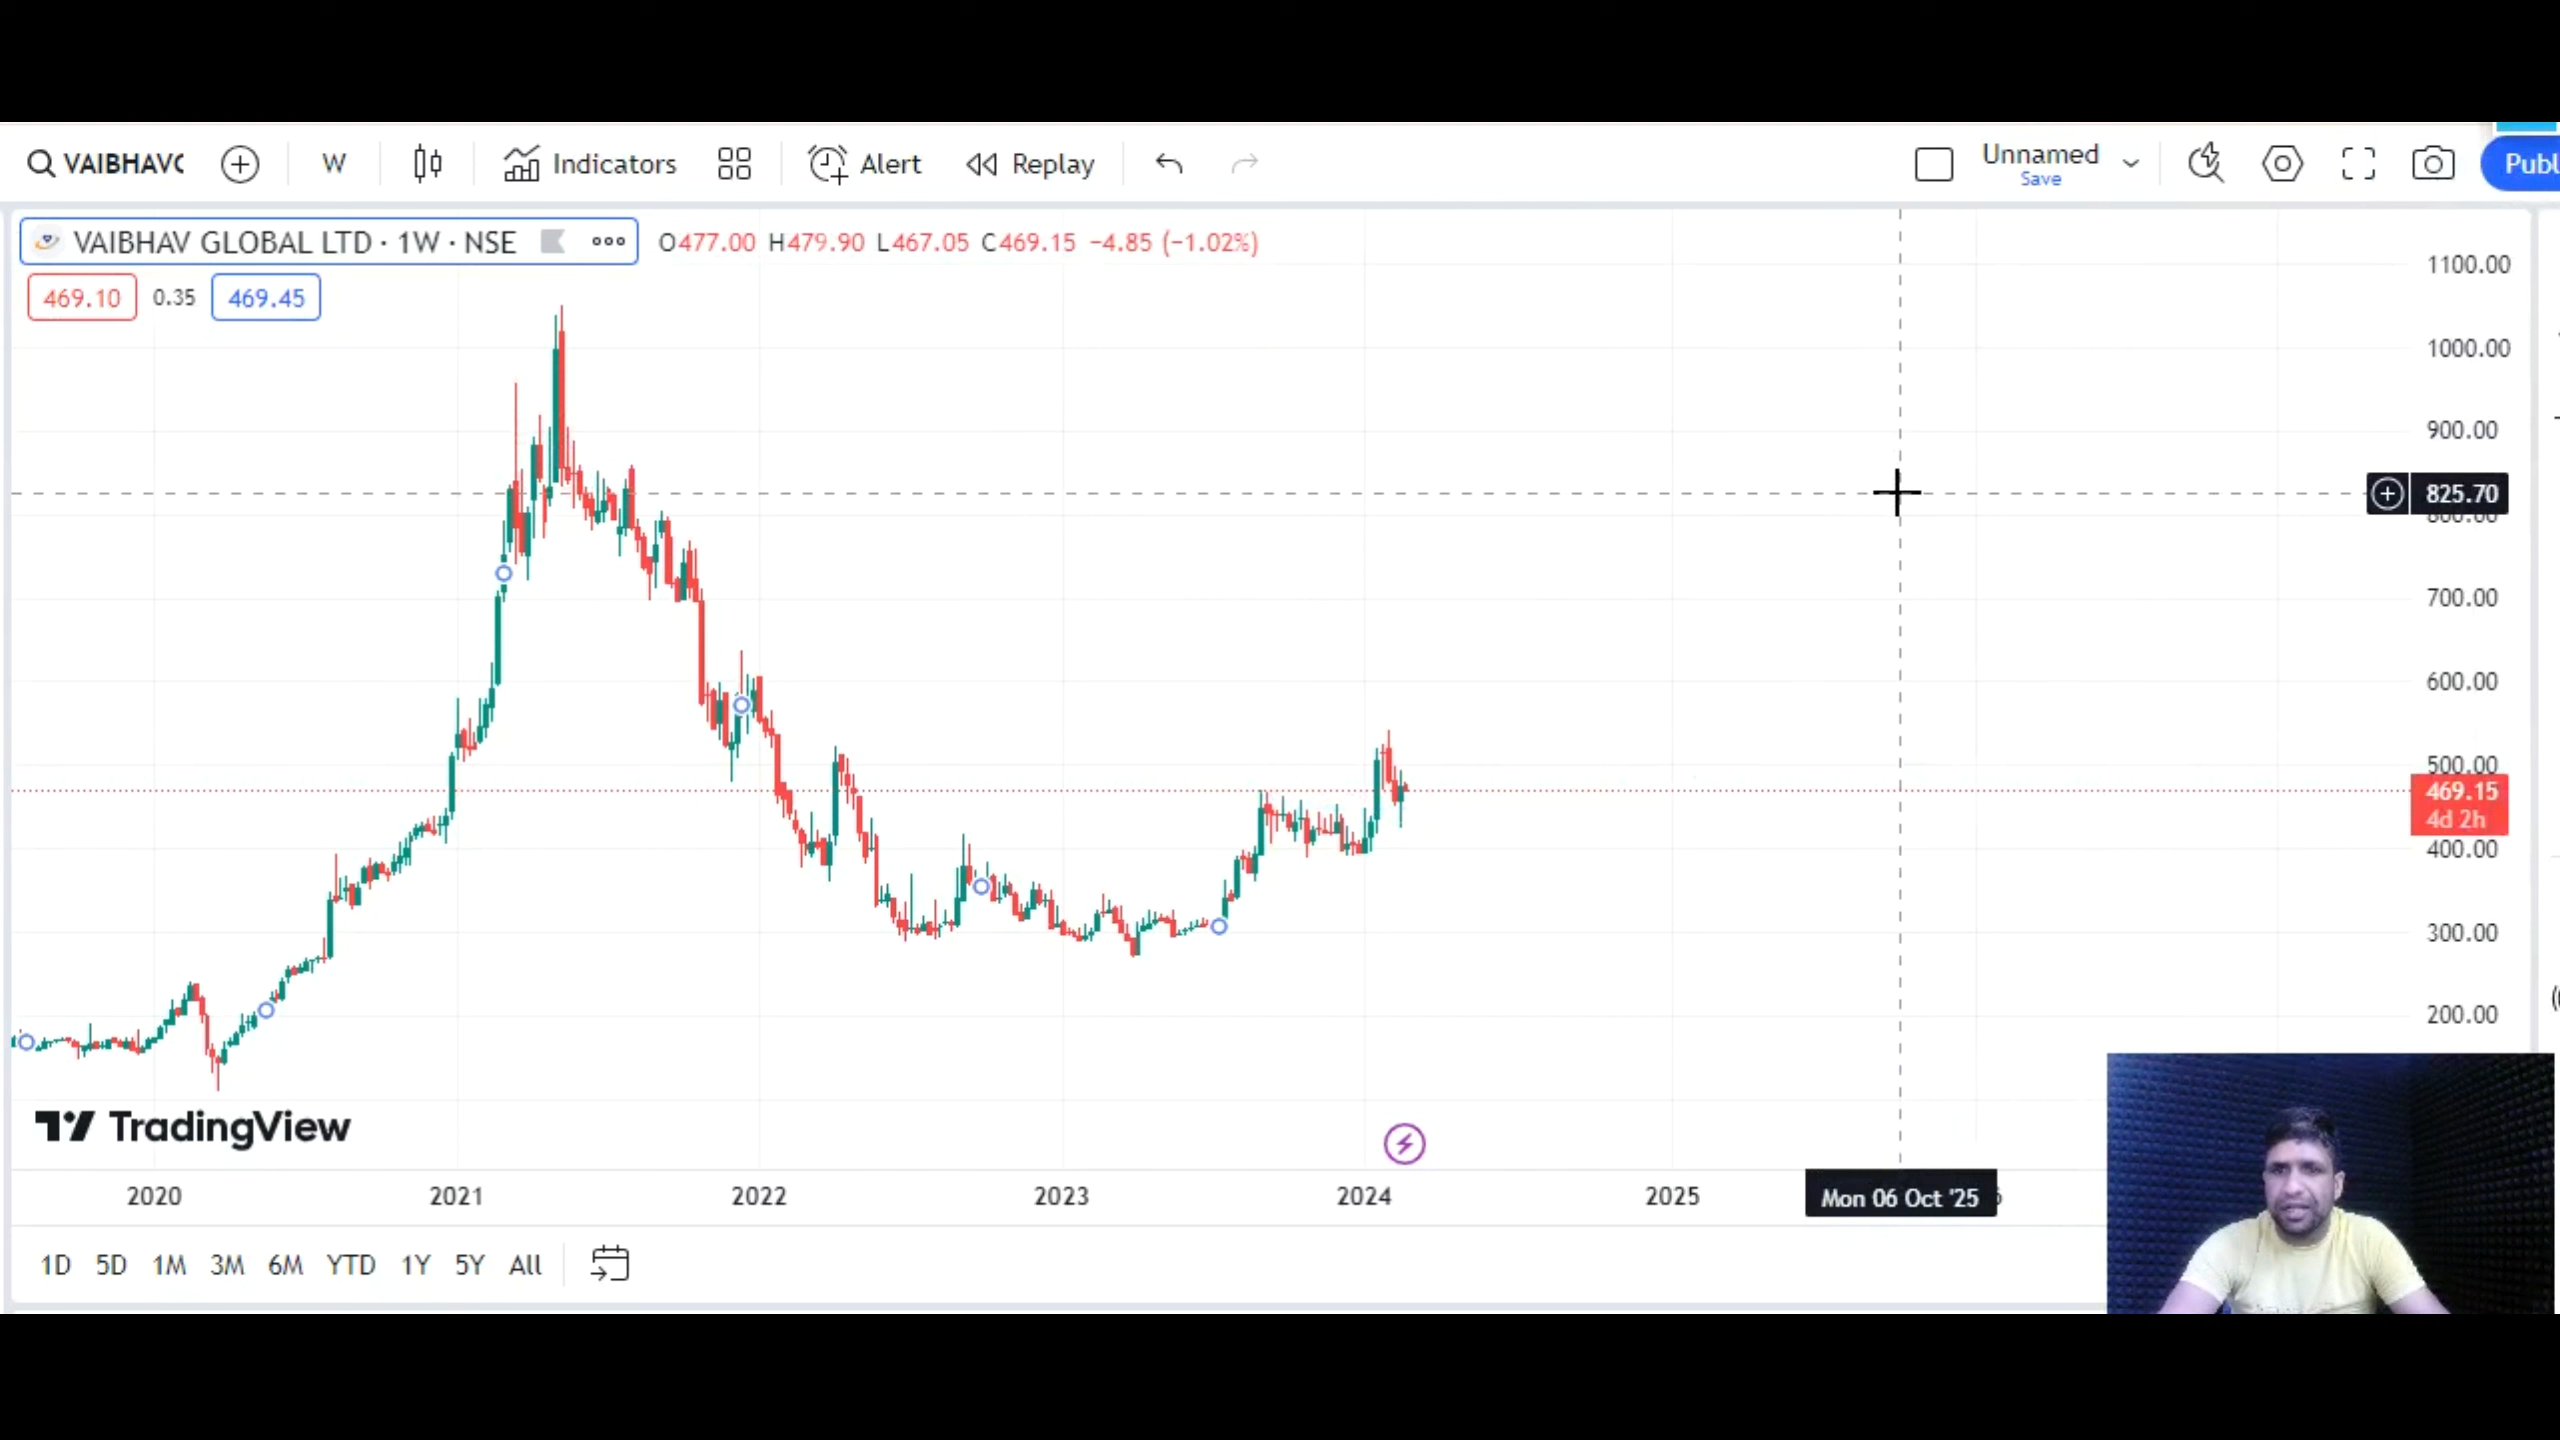 VAIBHAVC W Indicators Alert Replay Unnamed Publ
Save
VAIBHAV GLOBAL LTD · 1W · NSE O477.00 H479.90 L467.05 C469.15 −4.85 (−1.02%)
469.10 0.35 469.45
1100.00
1000.00
900.00
825.70
800.00
700.00
600.00
500.00
469.15
4d 2h
400.00
300.00
200.00
TradingView
2020 2021 2022 2023 2024 2025 Mon 06 Oct '25
1D 5D 1M 3M 6M YTD 1Y 5Y All